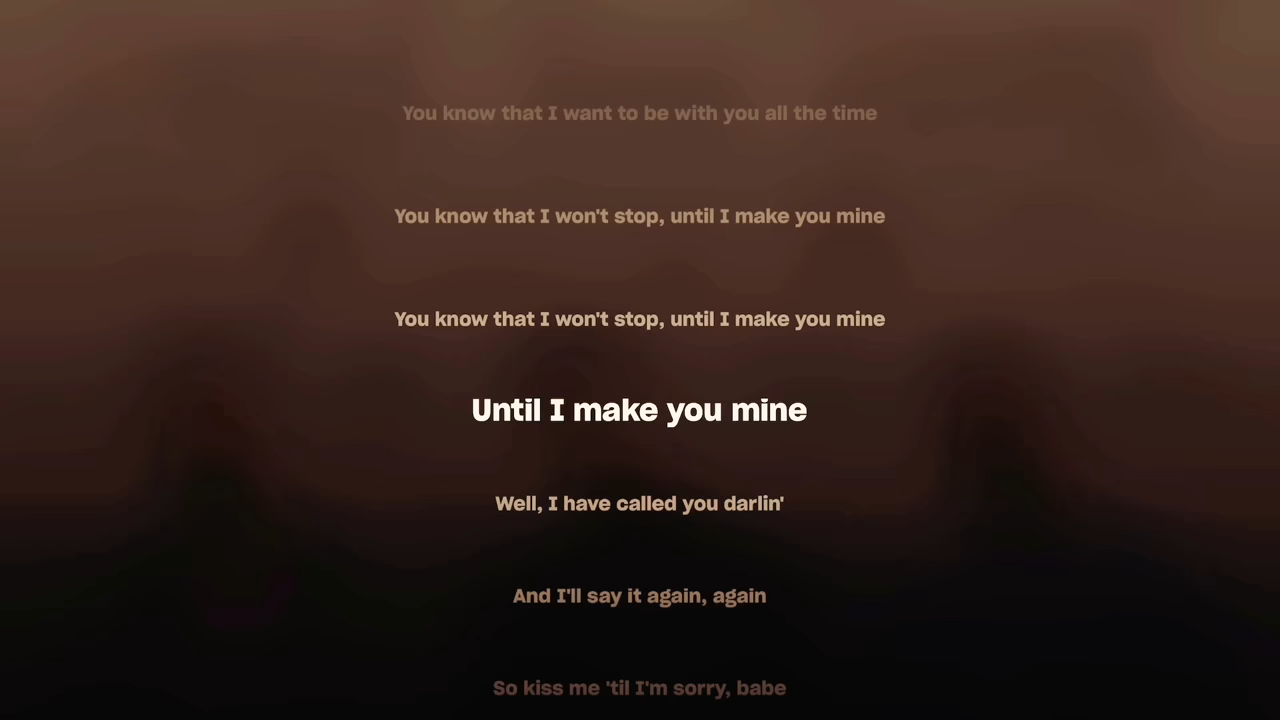 You know that I want to be with you all the time
You know that I won't stop, until I make you mine
You know that I won't stop, until I make you mine
Until I make you mine
Well, I have called you darlin'
And I'll say it again, again
So kiss me 'til I'm sorry, babe